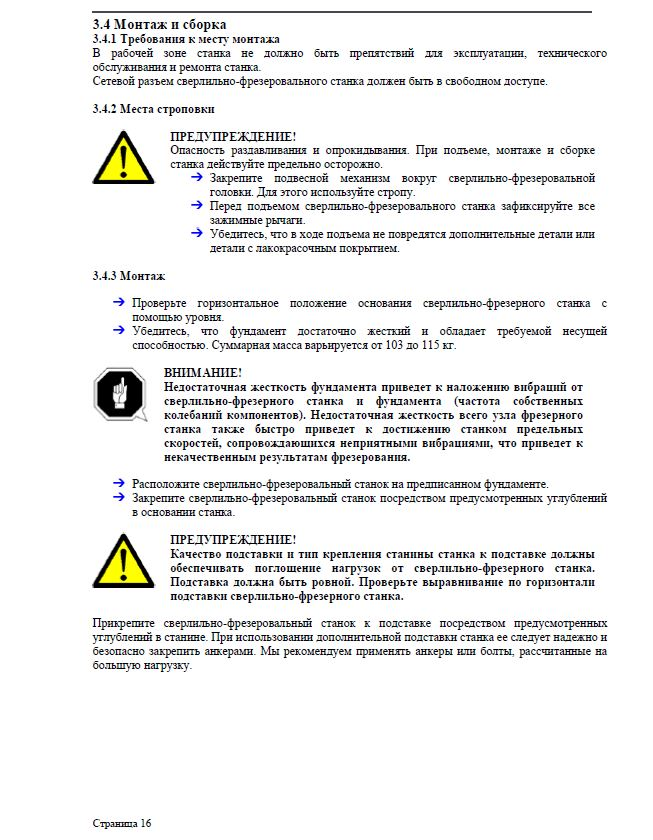 3.4 Монтаж и сборка
3.4.1 Требования к месту монтажа
В рабочей зоне станка не должно быть препятствий для эксплуатации, технического
обслуживания и ремонта станка.
Сетевой разъем сверлильно-фрезеровального станка должен быть в свободном доступе.
3.4.2 Места строповки
ПРЕДУПРЕЖДЕНИЕ!
Опасность раздавливания и опрокидывания. При подъеме, монтаже и сборке
станка действуйте предельно осторожно.
➔ Закрепите подвесной механизм вокруг сверлильно-фрезеровальной
головки. Для этого используйте стропу.
➔ Перед подъемом сверлильно-фрезеровального станка зафиксируйте все
зажимные рычаги.
➔ Убедитесь, что в ходе подъема не повредятся дополнительные детали или
детали с лакокрасочным покрытием.
3.4.3 Монтаж
➔ Проверьте горизонтальное положение основания сверлильно-фрезерного станка с
помощью уровня.
➔ Убедитесь, что фундамент достаточно жесткий и обладает требуемой несущей
способностью. Суммарная масса варьируется от 103 до 115 кг.
ВНИМАНИЕ!
Недостаточная жесткость фундамента приведет к наложению вибраций от
сверлильно-фрезерного станка и фундамента (частота собственных
колебаний компонентов). Недостаточная жесткость всего узла фрезерного
станка также быстро приведет к достижению станком предельных
скоростей, сопровождающихся неприятными вибрациями, что приведет к
некачественным результатам фрезерования.
➔ Расположите сверлильно-фрезеровальный станок на предписанном фундаменте.
➔ Закрепите сверлильно-фрезеровальный станок посредством предусмотренных углублений
в основании станка.
ПРЕДУПРЕЖДЕНИЕ!
Качество подставки и тип крепления станины станка к подставке должны
обеспечивать поглощение нагрузок от сверлильно-фрезерного станка.
Подставка должна быть ровной. Проверьте выравнивание по горизонтали
подставки сверлильно-фрезерного станка.
Прикрепите сверлильно-фрезеровальный станок к подставке посредством предусмотренных
углублений в станине. При использовании дополнительной подставки станка ее следует надежно и
безопасно закрепить анкерами. Мы рекомендуем применять анкеры или болты, рассчитанные на
большую нагрузку.
Страница 16